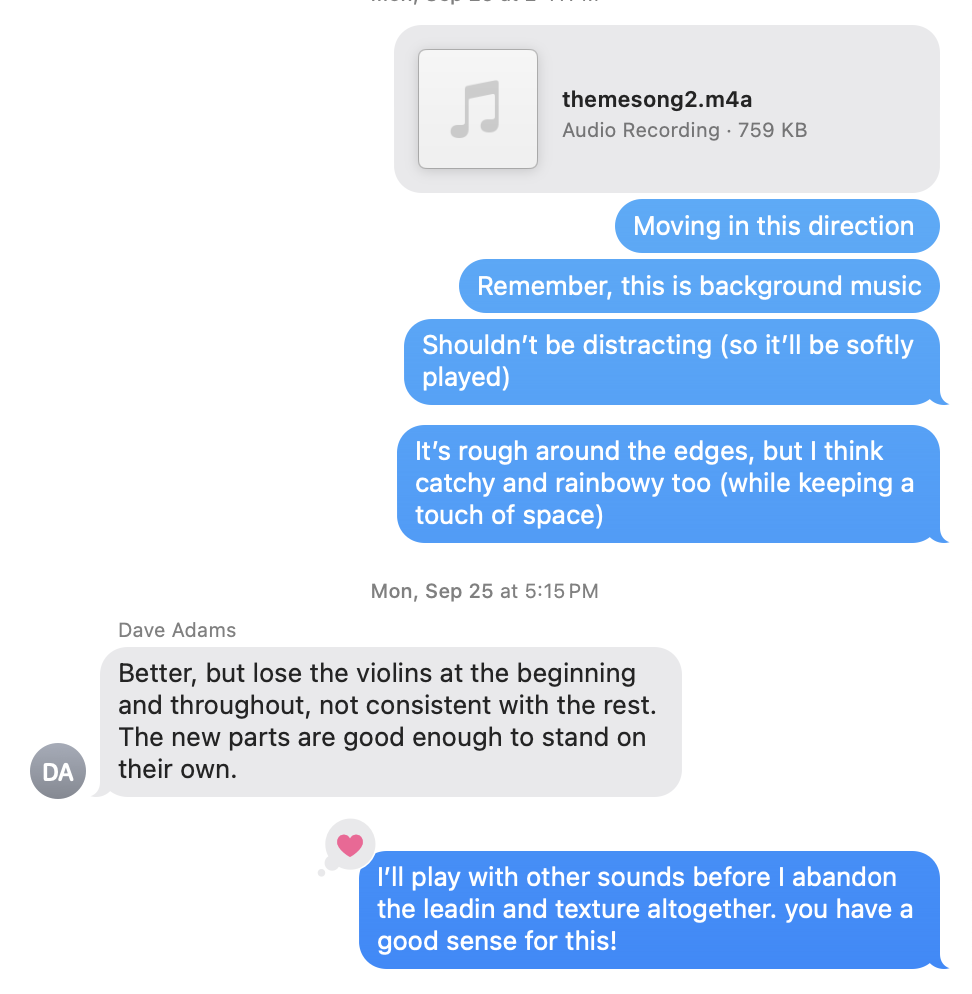 themesong2.m4a
Audio Recording · 759 KB
Moving in this direction
Remember, this is background music
Shouldn’t be distracting (so it’ll be softly
played)
It’s rough around the edges, but I think
catchy and rainbowy too (while keeping a
touch of space)
Mon, Sep 25 at 5:15 PM
Dave Adams
Better, but lose the violins at the beginning
and throughout, not consistent with the rest.
The new parts are good enough to stand on
their own.
DA
I’ll play with other sounds before I abandon
the leadin and texture altogether. you have a
good sense for this!